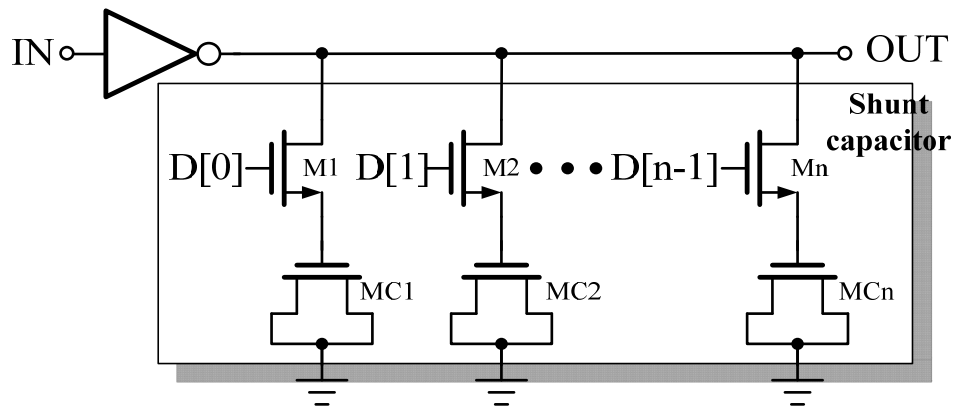 IN
OUT
Shunt
capacitor
D[0]
M1
D[1]
M2
D[n-1]
Mn
MC1
MC2
MCn